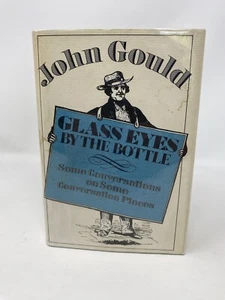 John Gould
GLASS EYES
BY THE BOTTLE
Some Conversations
on Some
Conversation Pieces